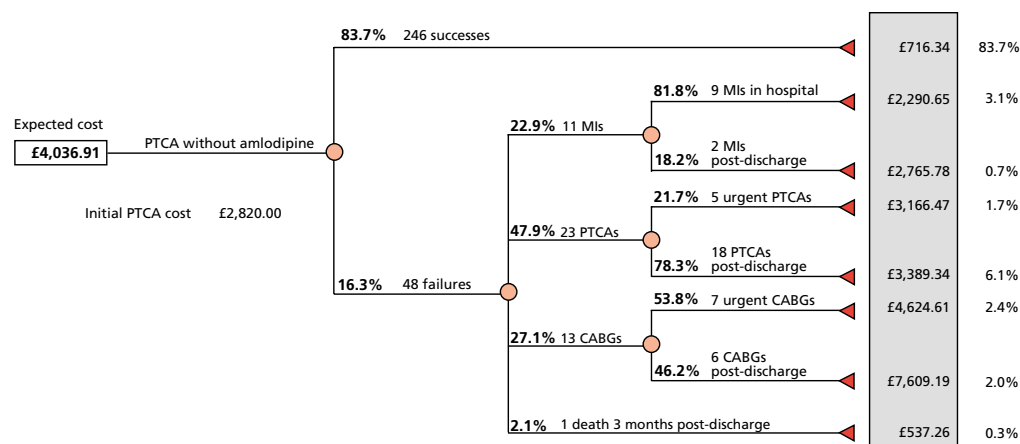 83.7% 246 successes £716.34 83.7%
81.8% 9 MIs in hospital £2,290.65 3.1%
Expected cost
£4,036.91 PTCA without amlodipine
22.9% 11 MIs
18.2% 2 MIs
post-discharge £2,765.78 0.7%
Initial PTCA cost £2,820.00
21.7% 5 urgent PTCAs £3,166.47 1.7%
47.9% 23 PTCAs
78.3% 18 PTCAs
post-discharge £3,389.34 6.1%
16.3% 48 failures
53.8% 7 urgent CABGs £4,624.61 2.4%
27.1% 13 CABGs
46.2% 6 CABGs
post-discharge £7,609.19 2.0%
2.1% 1 death 3 months post-discharge £537.26 0.3%